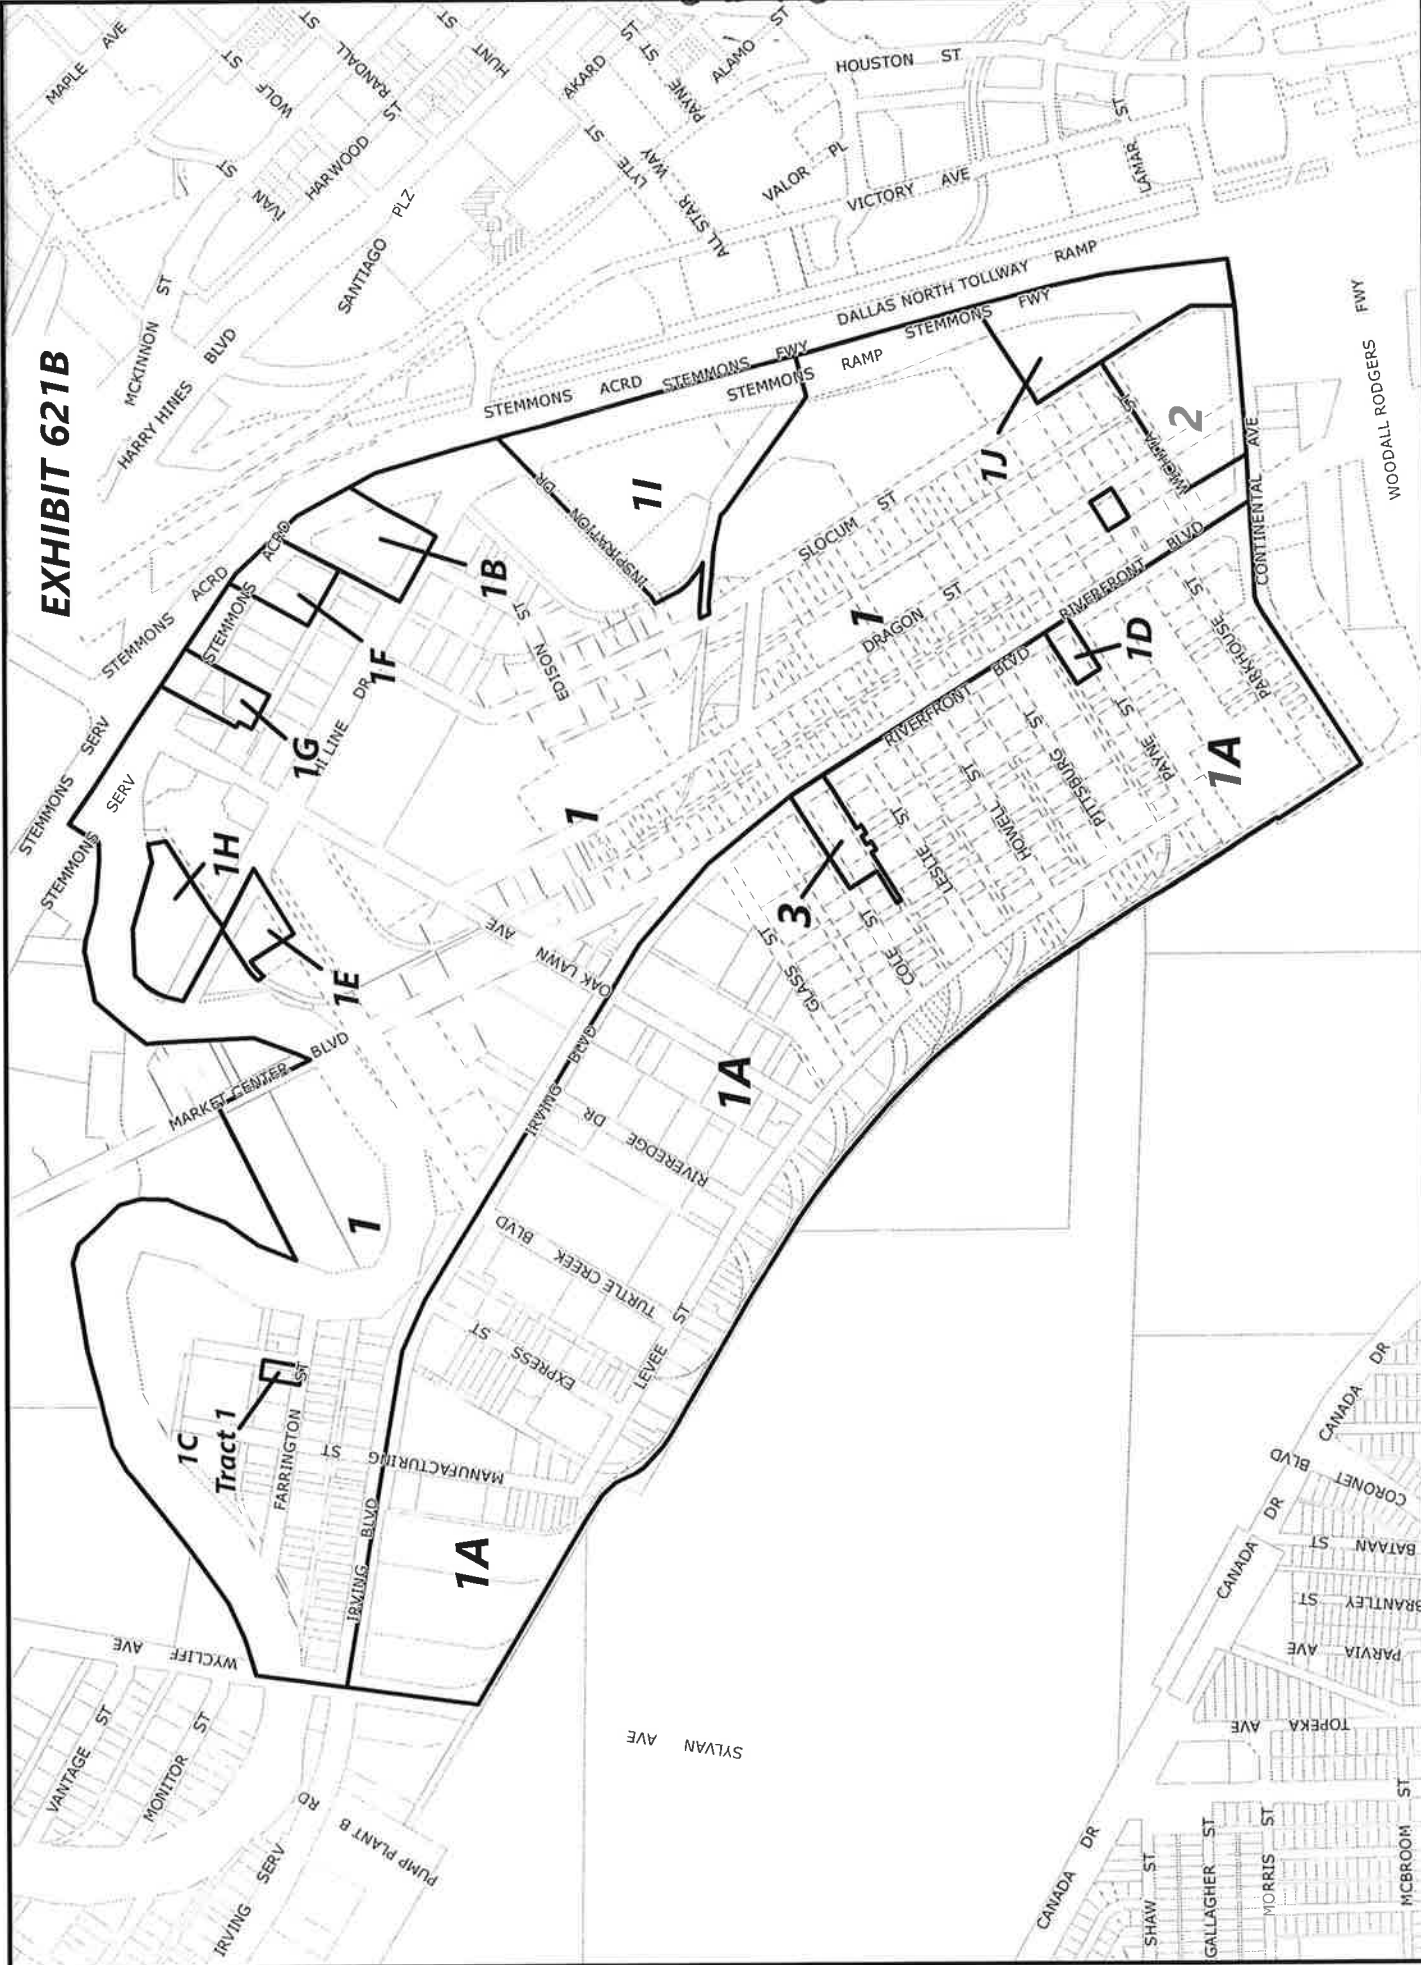 EXHIBIT 621B
MAPLE AVE
WOLF ST
RANDALL ST
HUNT ST
HARWOOD ST
IVAN ST
MCKINNON ST
HARRY HINES BLVD
SANTIAGO PLZ
AKARD ST
PAYNE ST
ALAMO ST
LYTE ST
ALL STAR WAY
HOUSTON ST
VALOR PL
VICTORY AVE
LAMAR ST
DALLAS NORTH TOLLWAY RAMP
STEMMONS FWY
STEMMONS RAMP
STEMMONS ACRD
STEMMONS FWY
STEMMONS ACRD
STEMMONS ACRD
STEMMONS SERV
STEMMONS SERV
WOODALL RODGERS FWY
CONTINENTAL AVE
WICHITA ST
2
1J
1I
INSPIRATION DR
SLOCUM ST
1
DRAGON ST
RIVERFRONT BLVD
RIVERFRONT BLVD
1B
1F
1G
HI LINE DR
EDISON ST
1
1H
1E
OAK LAWN AVE
MARKET CENTER BLVD
1D
PARKHOUSE ST
PAYNE ST
PITTSBURG ST
HOWELL ST
LESLIE ST
COLE ST
GLASS ST
3
1A
1A
IRVING BLVD
RIVEREDGE DR
TURTLE CREEK BLVD
EXPRESS ST
LEVEE ST
1
1C
Tract 1
FARRINGTON ST
MANUFACTURING ST
IRVING BLVD
1A
WYCLIFF AVE
VANTAGE ST
MONITOR ST
IRVING SERV RD
PUMP PLANT B
SYLVAN AVE
CANADA DR
CANADA DR
CANADA DR
CORONET BLVD
BATAAN ST
BRANTLEY ST
PARVIA AVE
TOPEKA AVE
SHAW ST
GALLAGHER ST
MORRIS ST
MCBROOM ST